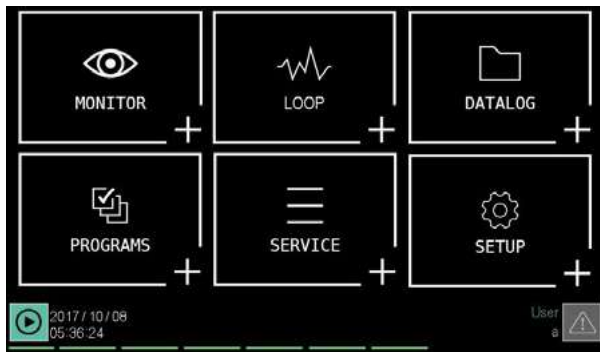 MONITOR
LOOP
DATALOG
PROGRAMS
SERVICE
SETUP
2017/10/08
05:36:24
User
a